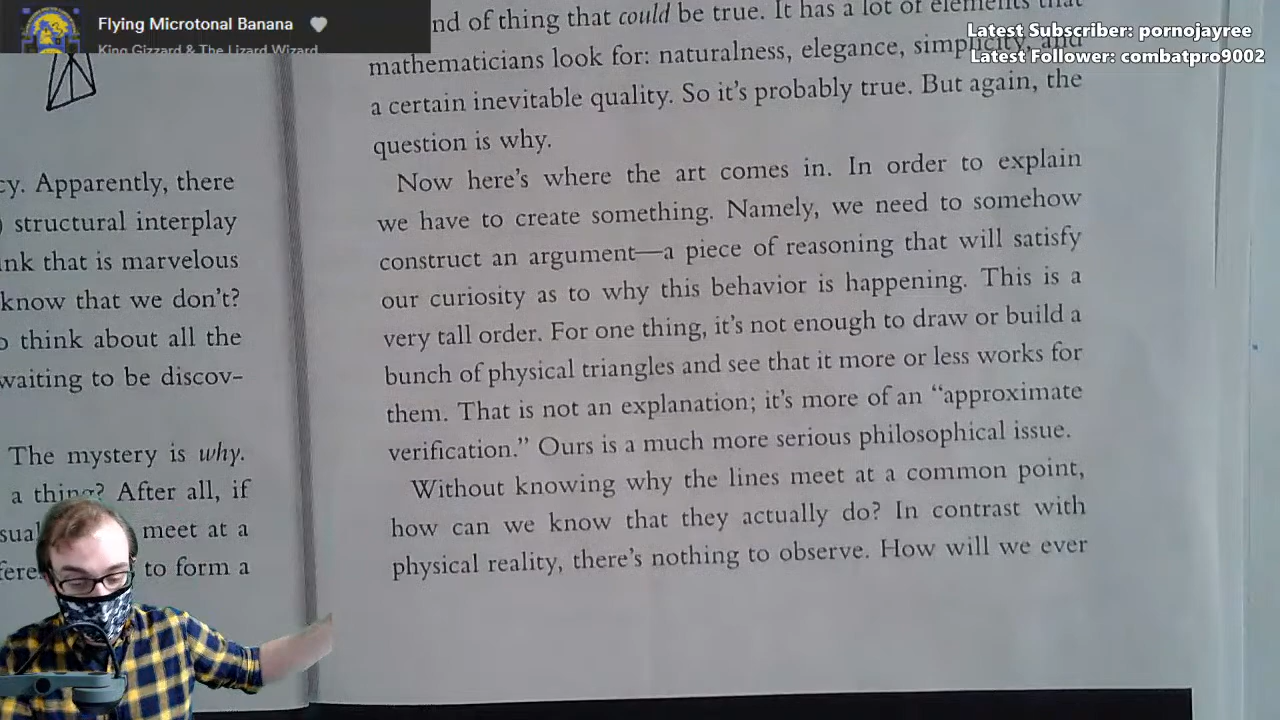 Flying Microtonal Banana
King Gizzard & The Lizard Wizard
Latest Subscriber: pornojayree
Latest Follower: combatpro9002
cy. Apparently, there
) structural interplay
ink that is marvelous
know that we don't?
o think about all the
waiting to be discov-
The mystery is why.
a thing? After all, if
sual meet at a
fere to form a
nd of thing that could be true. It has a lot of elements that
mathematicians look for: naturalness, elegance, simplicity, and
a certain inevitable quality. So it's probably true. But again, the
question is why.
Now here's where the art comes in. In order to explain
we have to create something. Namely, we need to somehow
construct an argument—a piece of reasoning that will satisfy
our curiosity as to why this behavior is happening. This is a
very tall order. For one thing, it's not enough to draw or build a
bunch of physical triangles and see that it more or less works for
them. That is not an explanation; it's more of an “approximate
verification.” Ours is a much more serious philosophical issue.
Without knowing why the lines meet at a common point,
how can we know that they actually do? In contrast with
physical reality, there's nothing to observe. How will we ever